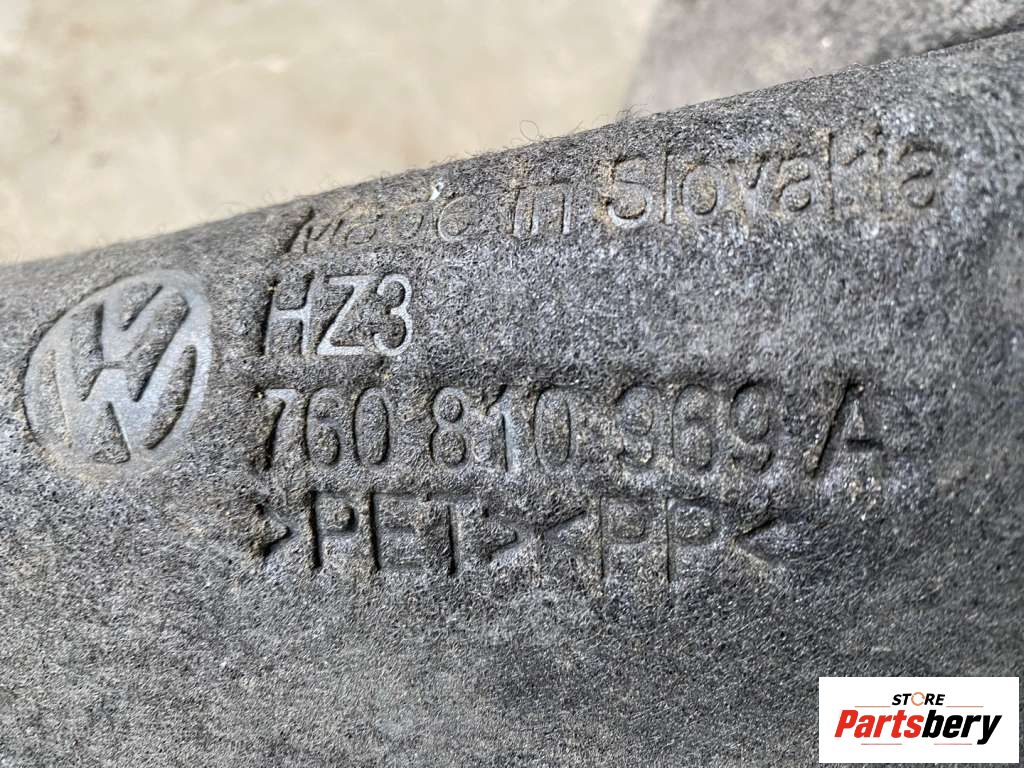 Made in Slovakia
HZ3
760 810 969 A
>PET><PP<
STORE
Partsbery